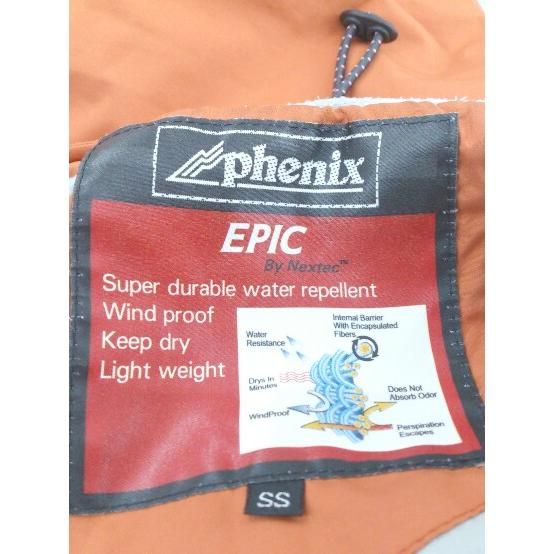 phenix
EPIC
By Nextec™
Super durable water repellent
Wind proof
Keep dry
Light weight
Water
Resistance
Internal Barrier
With Encapsulated
Fibers
Drys In
Minutes
Does Not
Absorb Odor
WindProof
Perspiration
Escapes
SS